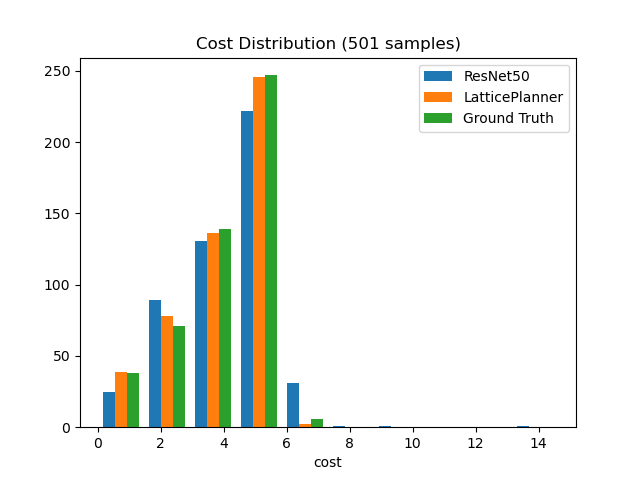 Cost Distribution (501 samples)
250
200
150
100
50
0
ResNet50
LatticePlanner
Ground Truth
0 2 4 6 8 10 12 14
cost